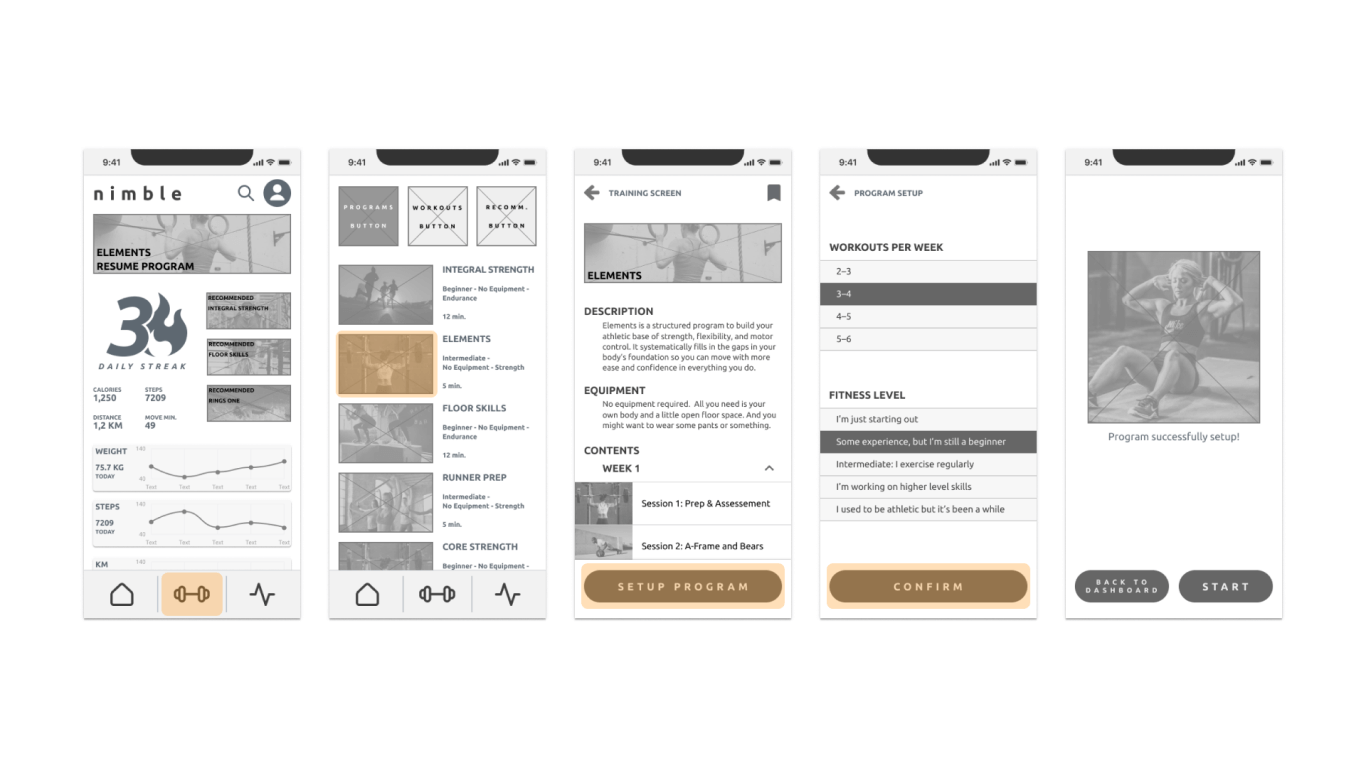 9:41
nimble
ELEMENTS
RESUME PROGRAM
34
DAILY STREAK
RECOMMENDED
INTEGRAL STRENGTH
RECOMMENDED
FLOOR SKILLS
RECOMMENDED
RINGS ONE
CALORIES
1,250
STEPS
7209
DISTANCE
1,2 KM
MOVE MIN.
49
WEIGHT
75.7 KG
TODAY
140
40
Text Text Text Text Text
STEPS
7209
TODAY
140
40
Text Text Text Text Text
KM
140
9:41
PROGRAMS
BUTTON
WORKOUTS
BUTTON
RECOMM.
BUTTON
INTEGRAL STRENGTH
Beginner - No Equipment -
Endurance
12 min.
ELEMENTS
Intermediate -
No Equipment - Strength
5 min.
FLOOR SKILLS
Beginner - No Equipment -
Endurance
12 min.
RUNNER PREP
Intermediate -
No Equipment - Strength
5 min.
CORE STRENGTH
Beginner - No Equipment -
9:41
TRAINING SCREEN
ELEMENTS
DESCRIPTION
Elements is a structured program to build your
athletic base of strength, flexibility, and motor
control. It systematically fills in the gaps in your
body's foundation so you can move with more
ease and confidence in everything you do.
EQUIPMENT
No equipment required. All you need is your
own body and a little open floor space. And you
might want to wear some pants or something.
CONTENTS
WEEK 1
Session 1: Prep & Assessement
Session 2: A-Frame and Bears
SETUP PROGRAM
9:41
PROGRAM SETUP
WORKOUTS PER WEEK
2–3
3–4
4–5
5–6
FITNESS LEVEL
I'm just starting out
Some experience, but I'm still a beginner
Intermediate: I exercise regularly
I'm working on higher level skills
I used to be athletic but it's been a while
CONFIRM
9:41
Program successfully setup!
BACK TO
DASHBOARD
START